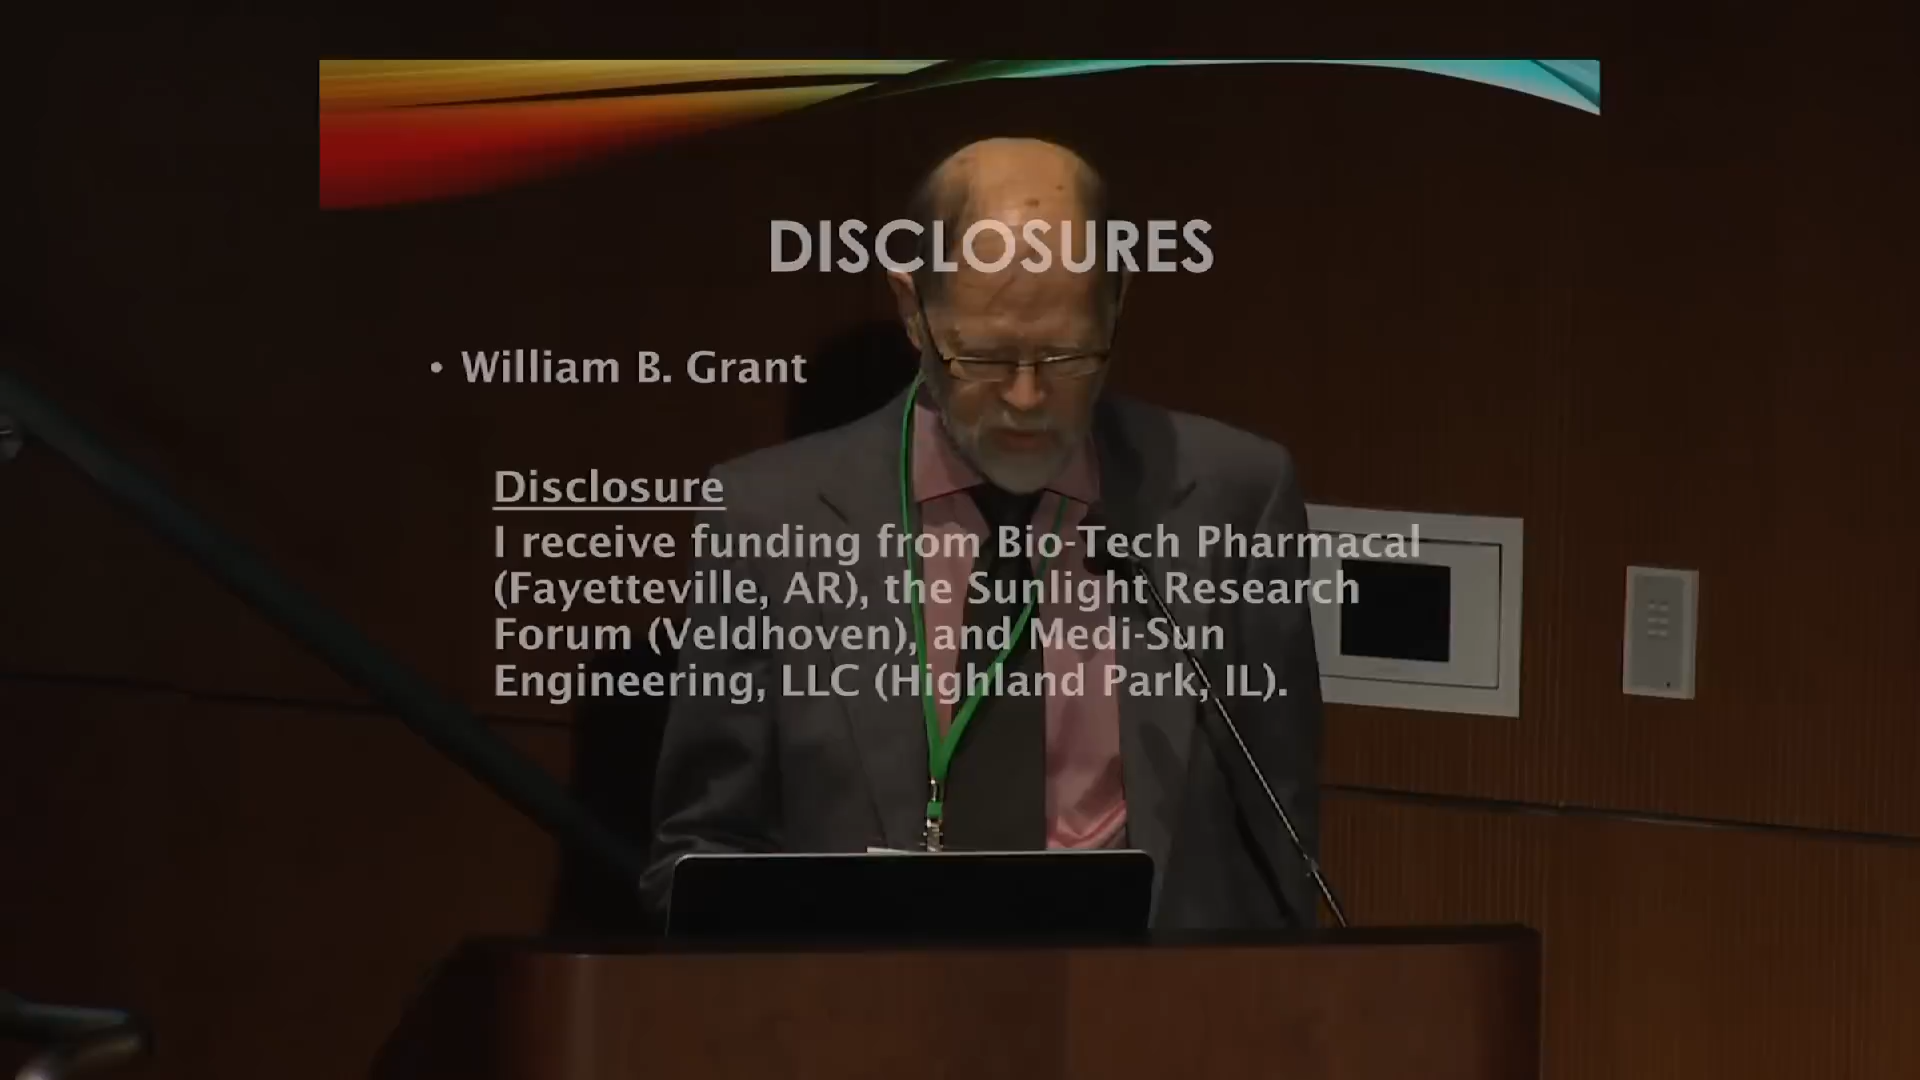 DISCLOSURES
• William B. Grant
Disclosure
I receive funding from Bio-Tech Pharmacal
(Fayetteville, AR), the Sunlight Research
Forum (Veldhoven), and Medi-Sun
Engineering, LLC (Highland Park, IL).